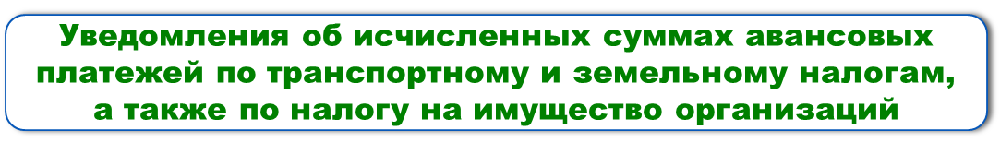 Уведомления об исчисленных суммах авансовых
платежей по транспортному и земельному налогам,
а также по налогу на имущество организаций